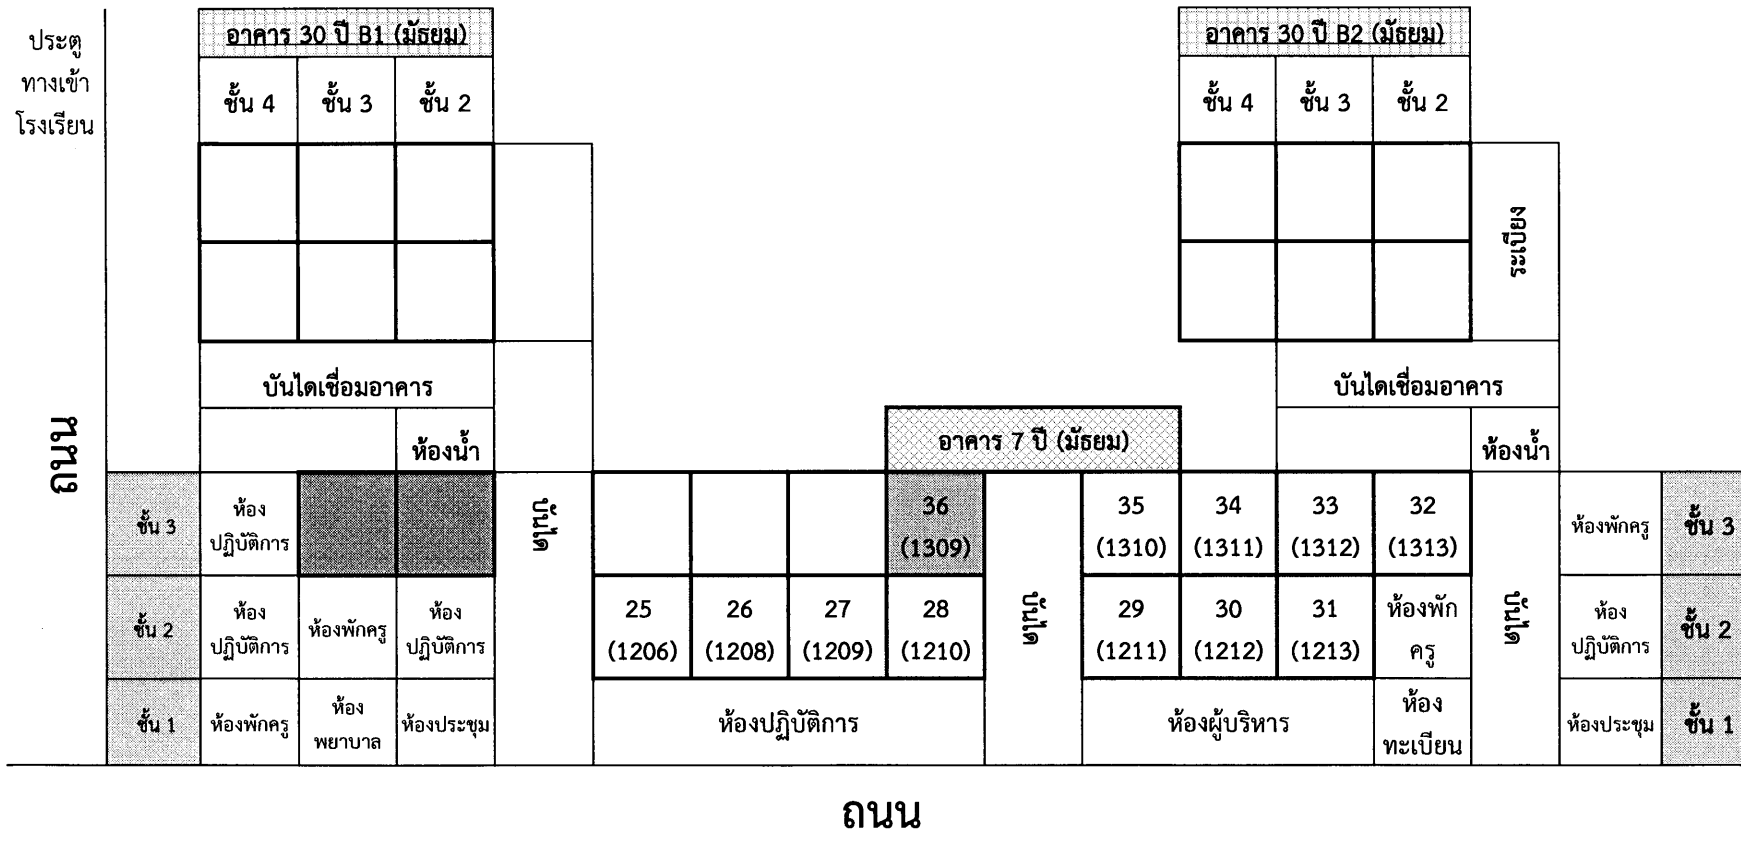 ประตู
ทางเข้า
โรงเรียน
อาคาร 30 ปี B1 (มัธยม)
อาคาร 30 ปี B2 (มัธยม)
ชั้น 4 ชั้น 3 ชั้น 2
ชั้น 4 ชั้น 3 ชั้น 2
ระเบียง
บันไดเชื่อมอาคาร
บันไดเชื่อมอาคาร
ถนน
อาคาร 7 ปี (มัธยม)
ห้องน้ำ
ห้องน้ำ
ชั้น 3
ห้อง
ปฏิบัติการ
บันได
36
(1309)
35
(1310)
34
(1311)
33
(1312)
32
(1313)
ห้องพักครู
ชั้น 3
ชั้น 2
ห้อง
ปฏิบัติการ
ห้องพักครู
ห้อง
ปฏิบัติการ
25
(1206)
26
(1208)
27
(1209)
28
(1210)
บันได
29
(1211)
30
(1212)
31
(1213)
ห้องพัก
ครู
บันได
ห้อง
ปฏิบัติการ
ชั้น 2
ชั้น 1
ห้องพักครู
ห้อง
พยาบาล
ห้องประชุม
ห้องปฏิบัติการ
ห้องผู้บริหาร
ห้อง
ทะเบียน
ห้องประชุม
ชั้น 1
ถนน